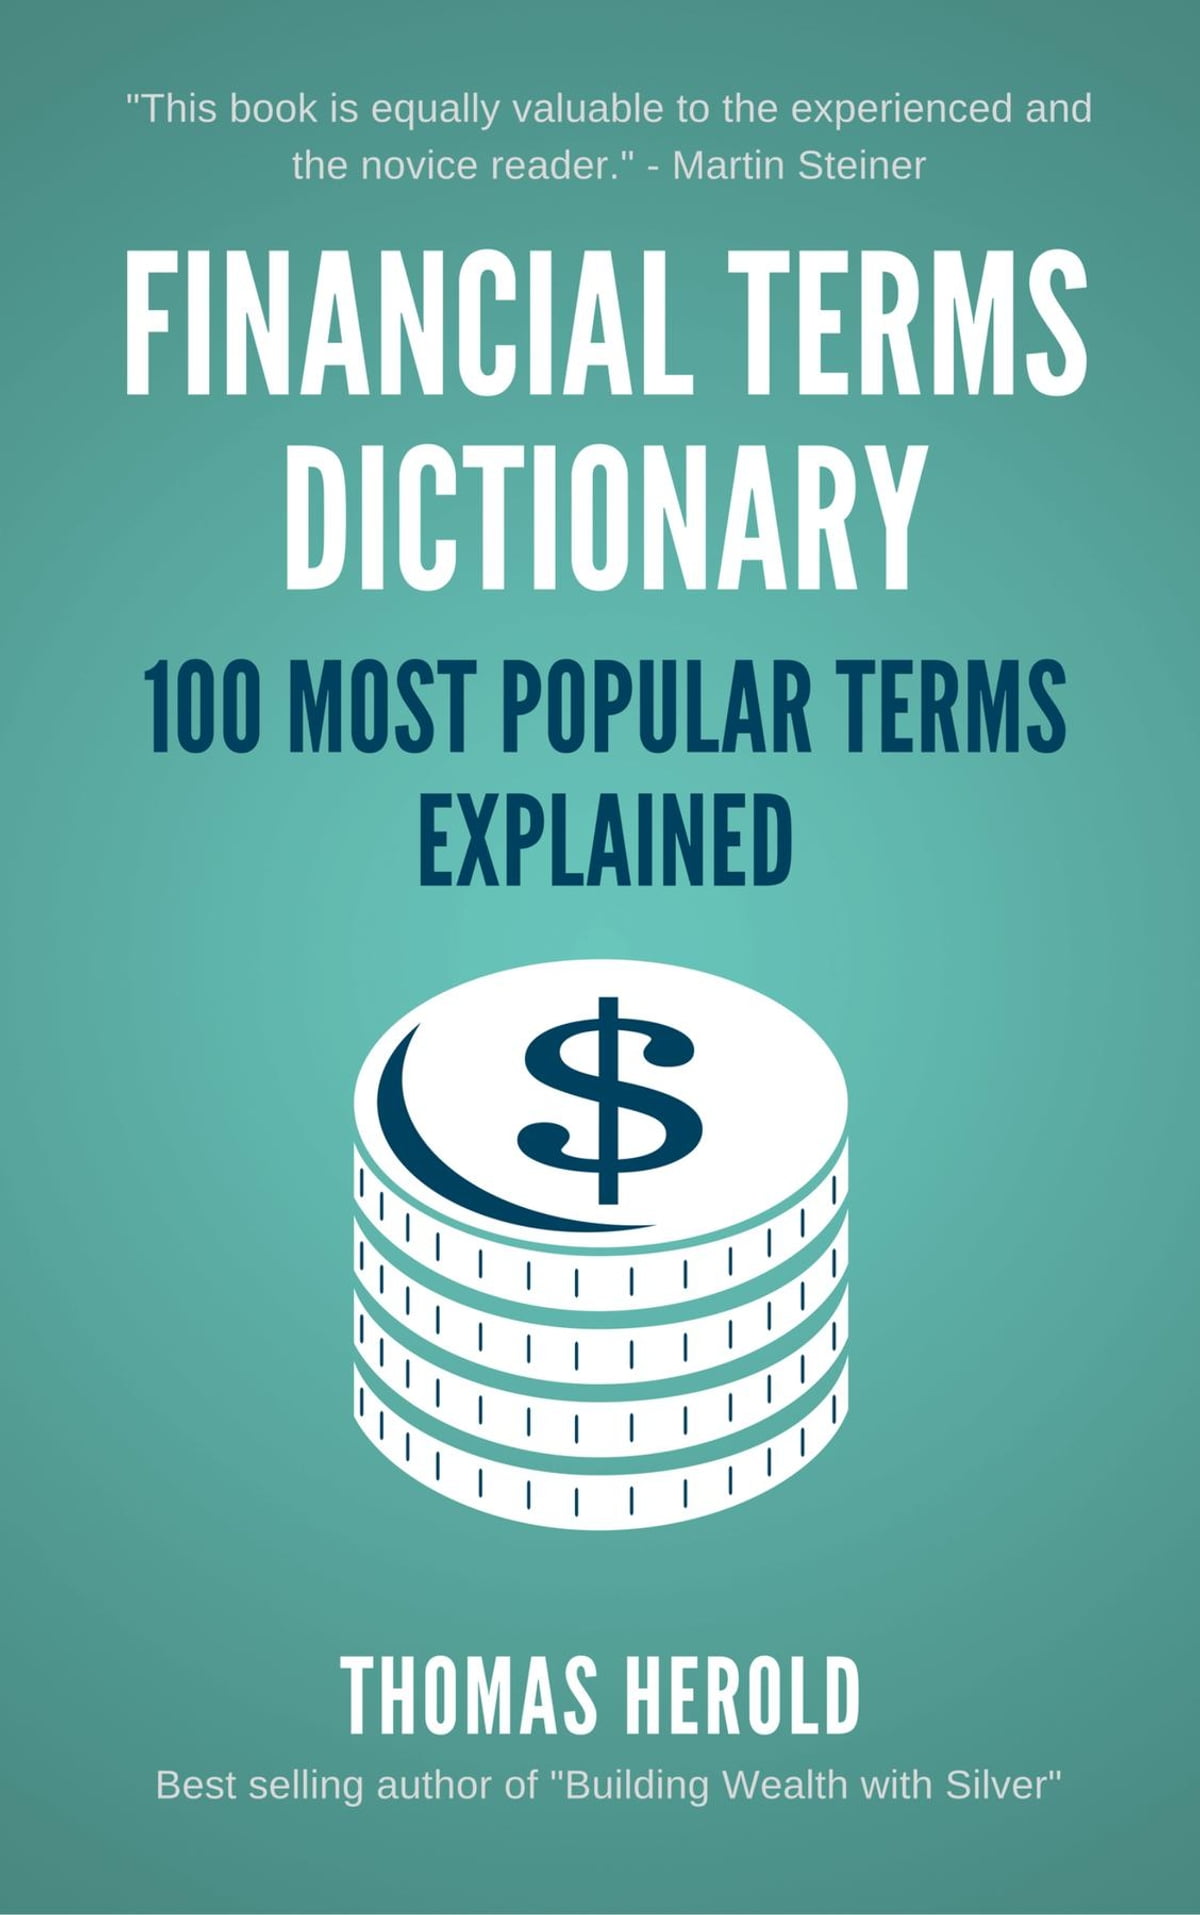 "This book is equally valuable to the experienced and
the novice reader." - Martin Steiner
FINANCIAL TERMS
DICTIONARY
100 MOST POPULAR TERMS
EXPLAINED
$
THOMAS HEROLD
Best selling author of "Building Wealth with Silver"